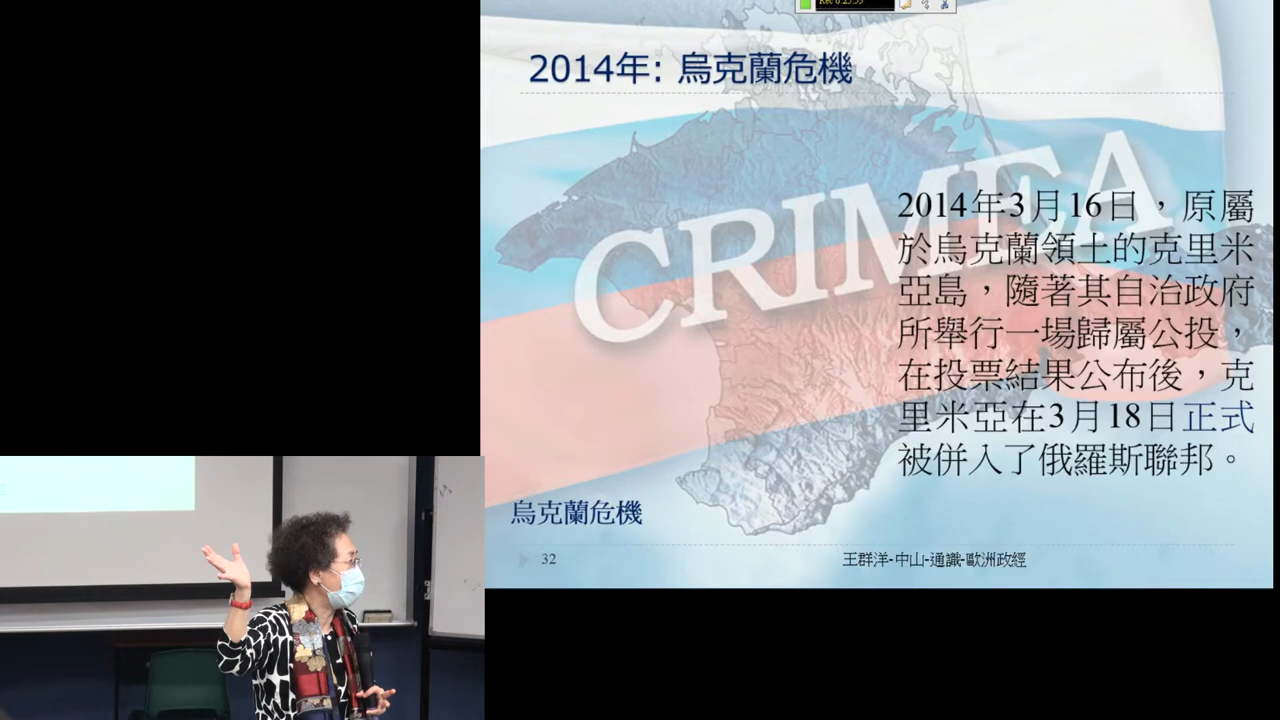 Rec 0:25:53
2014年: 烏克蘭危機
CRIMEA
2014年3月16日，原屬
於烏克蘭領土的克里米
亞島，隨著其自治政府
所舉行一場歸屬公投，
在投票結果公布後，克
里米亞在3月18日正式
被併入了俄羅斯聯邦。
烏克蘭危機
32
王群洋-中山-通識-歐洲政經